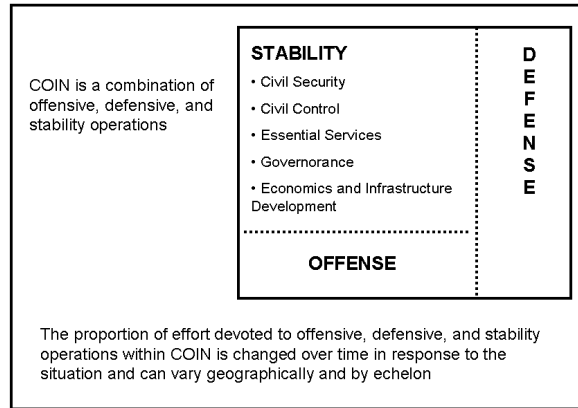 COIN is a combination of
offensive, defensive, and
stability operations
STABILITY
• Civil Security
• Civil Control
• Essential Services
• Governorance
• Economics and Infrastructure
Development
OFFENSE
D
E
F
E
N
S
E
The proportion of effort devoted to offensive, defensive, and stability
operations within COIN is changed over time in response to the
situation and can vary geographically and by echelon